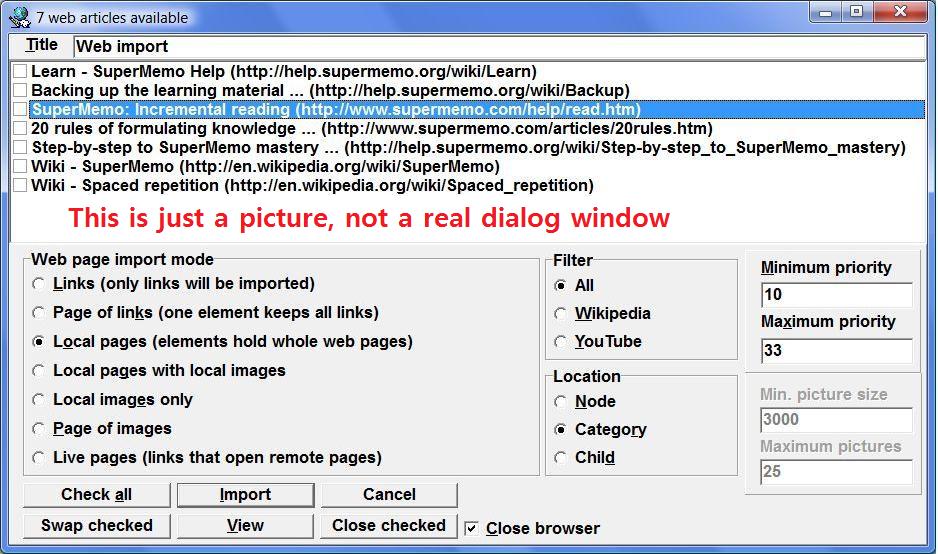 7 web articles available
Title Web import
Learn - SuperMemo Help (http://help.supermemo.org/wiki/Learn)
Backing up the learning material ... (http://help.supermemo.org/wiki/Backup)
SuperMemo: Incremental reading (http://www.supermemo.com/help/read.htm)
20 rules of formulating knowledge ... (http://www.supermemo.com/articles/20rules.htm)
Step-by-step to SuperMemo mastery ... (http://help.supermemo.org/wiki/Step-by-step_to_SuperMemo_mastery)
Wiki - SuperMemo (http://en.wikipedia.org/wiki/SuperMemo)
Wiki - Spaced repetition (http://en.wikipedia.org/wiki/Spaced_repetition)
This is just a picture, not a real dialog window
Web page import mode
Links (only links will be imported)
Page of links (one element keeps all links)
Local pages (elements hold whole web pages)
Local pages with local images
Local images only
Page of images
Live pages (links that open remote pages)
Filter
All
Wikipedia
YouTube
Location
Node
Category
Child
Minimum priority
10
Maximum priority
33
Min. picture size
3000
Maximum pictures
25
Check all Import Cancel
Swap checked View Close checked Close browser